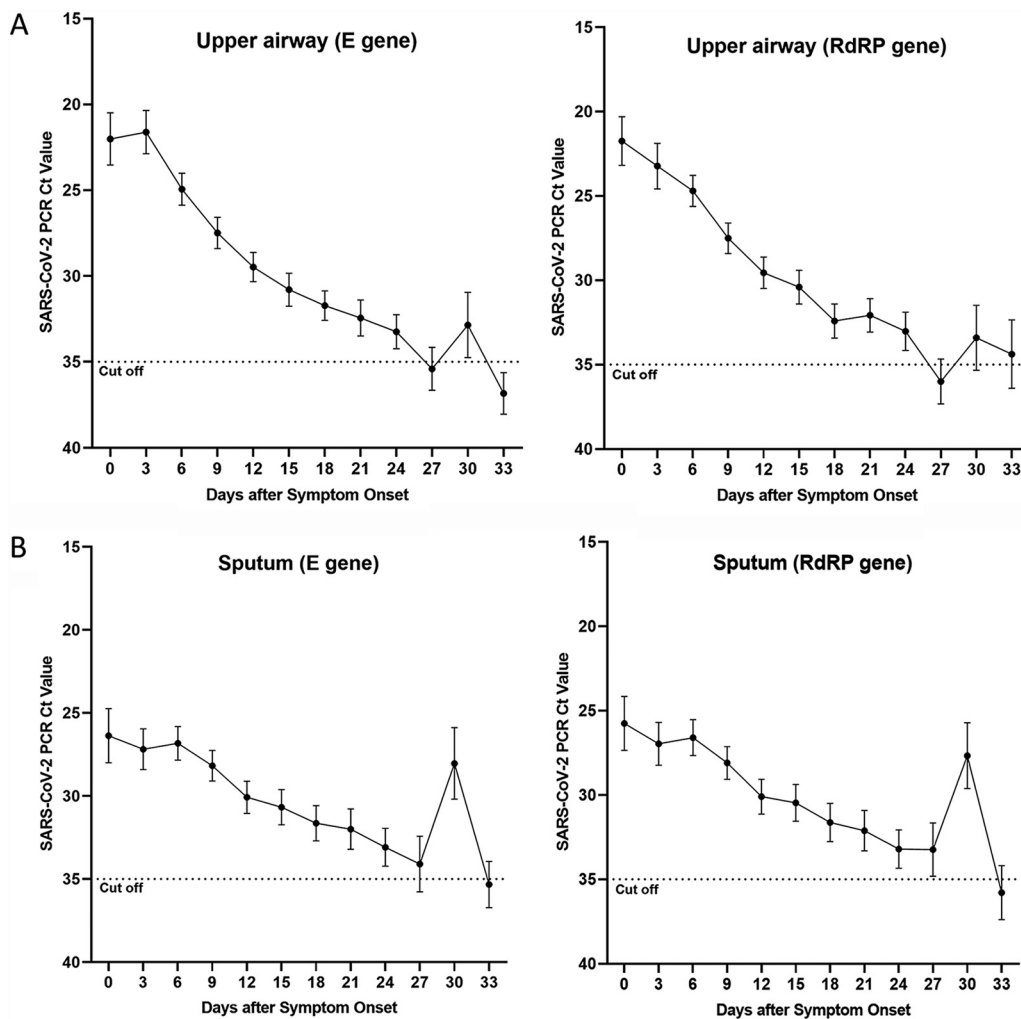 A
Upper airway (E gene)
SARS-CoV-2 PCR Ct Value
15
20
25
30
35
40
Cut off
0 3 6 9 12 15 18 21 24 27 30 33
Days after Symptom Onset
Upper airway (RdRP gene)
SARS-CoV-2 PCR Ct Value
15
20
25
30
35
40
Cut off
0 3 6 9 12 15 18 21 24 27 30 33
Days after Symptom Onset
B
Sputum (E gene)
SARS-CoV-2 PCR Ct Value
15
20
25
30
35
40
Cut off
0 3 6 9 12 15 18 21 24 27 30 33
Days after Symptom Onset
Sputum (RdRP gene)
SARS-CoV-2 PCR Ct Value
15
20
25
30
35
40
Cut off
0 3 6 9 12 15 18 21 24 27 30 33
Days after Symptom Onset